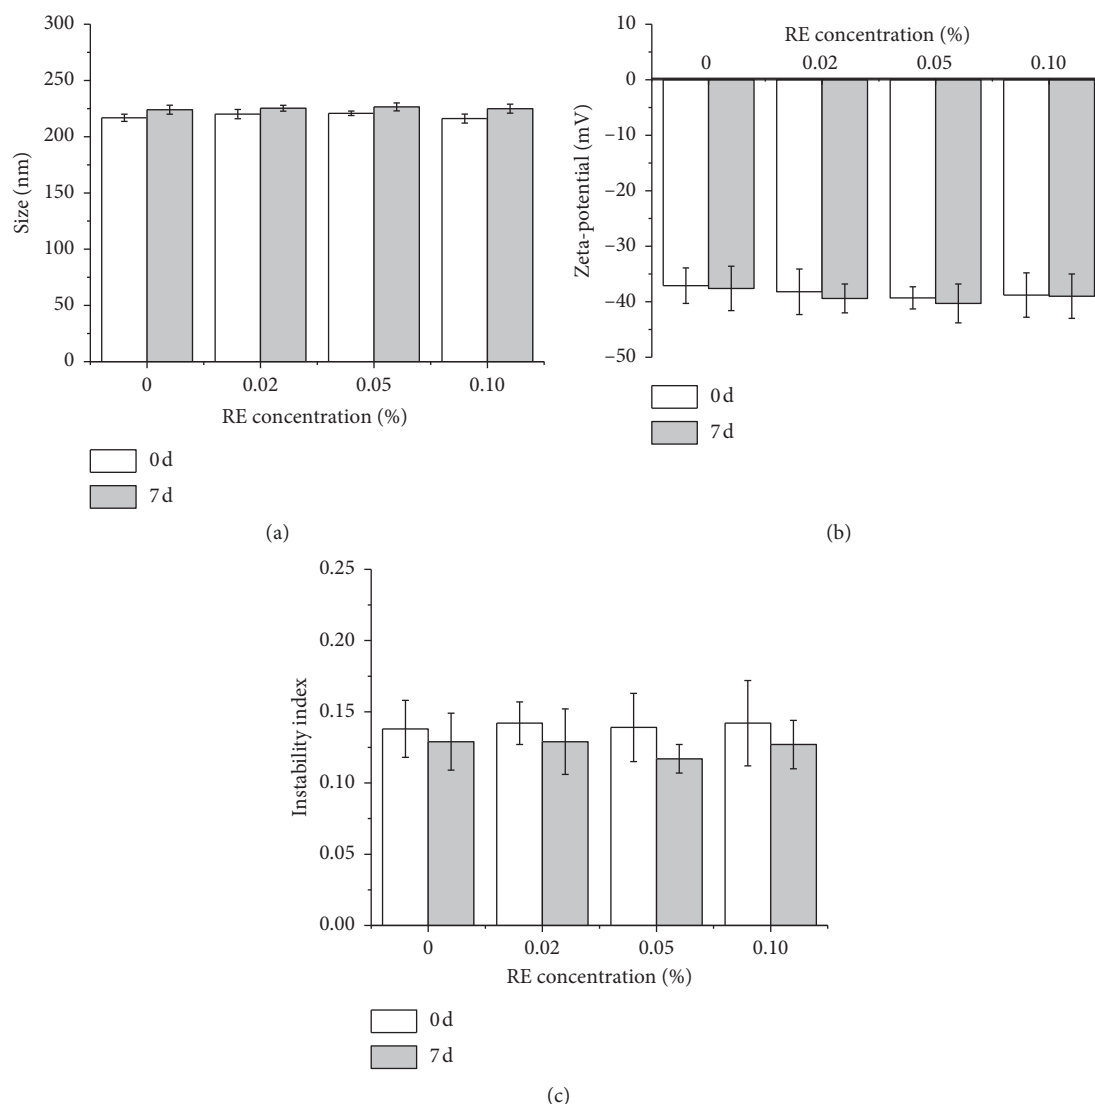 300
250
200
150
100
50
0
Size (nm)
0 0.02 0.05 0.10
RE concentration (%)
0 d
7 d
(a)
10
0
–10
–20
–30
–40
–50
Zeta-potential (mV)
RE concentration (%)
0 0.02 0.05 0.10
0 d
7 d
(b)
0.25
0.20
0.15
0.10
0.05
0.00
Instability index
0 0.02 0.05 0.10
RE concentration (%)
0 d
7 d
(c)